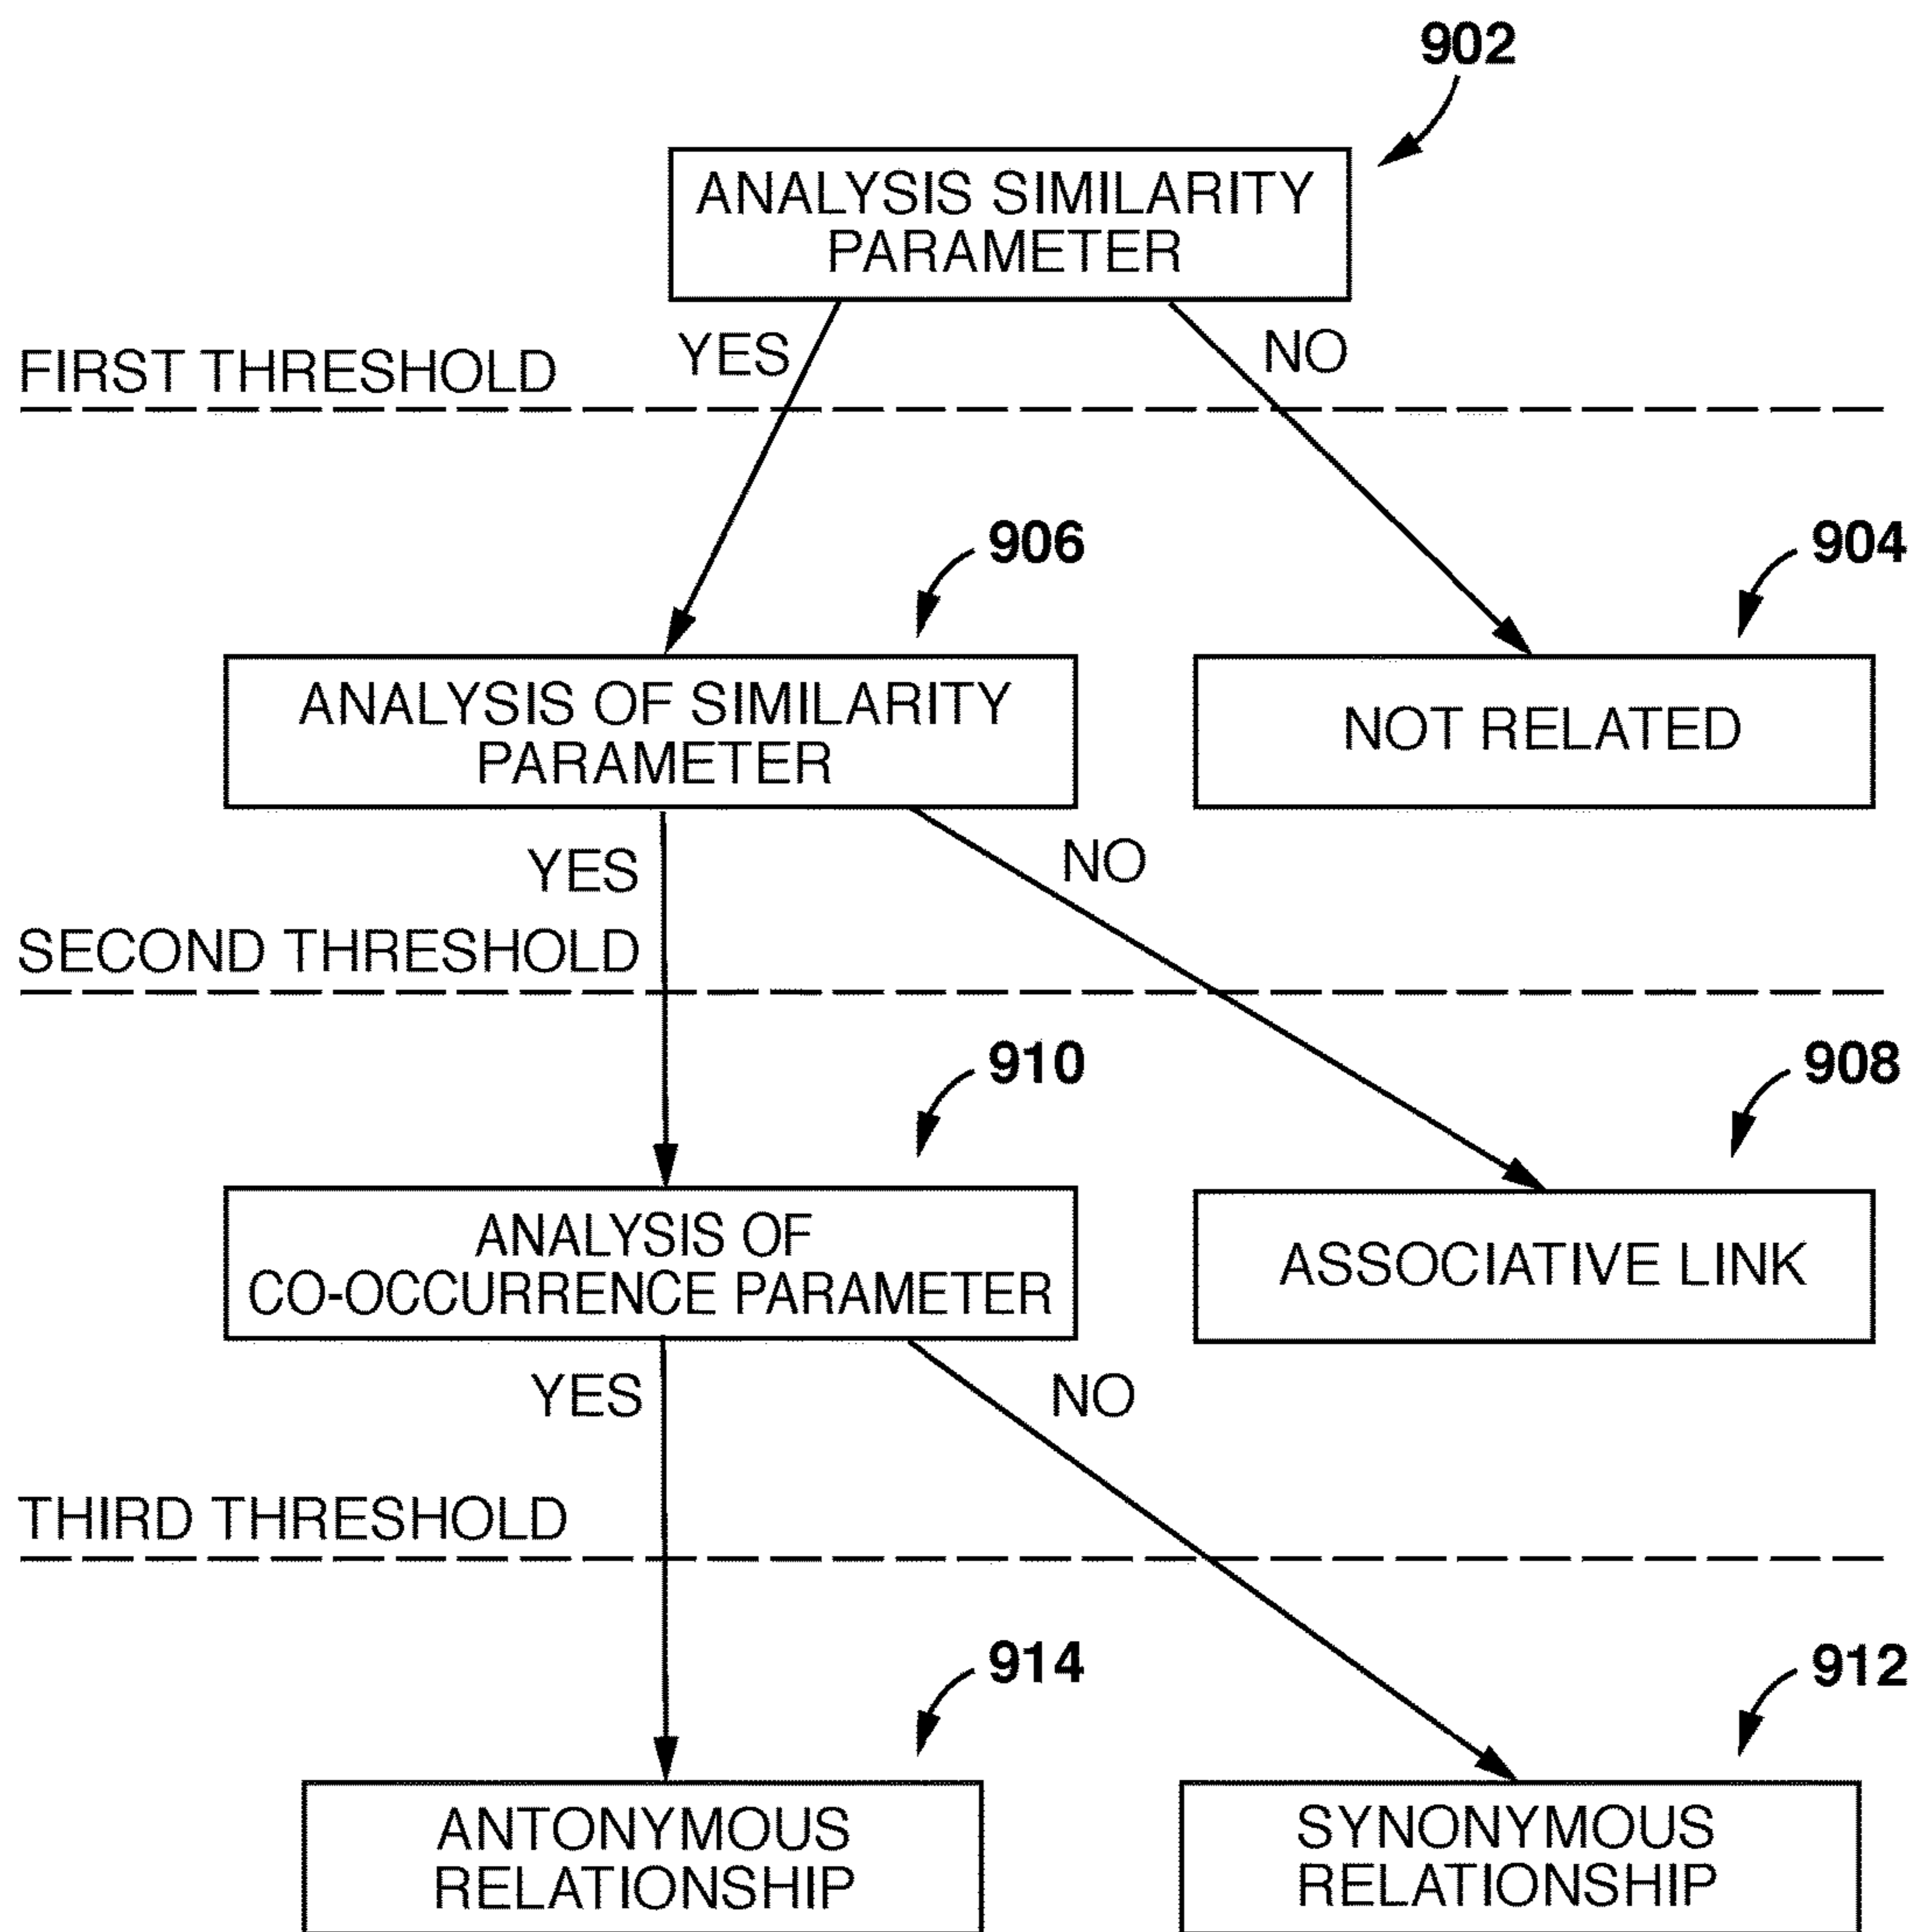 902
ANALYSIS SIMILARITY
PARAMETER
YES
NO
FIRST THRESHOLD
906
904
ANALYSIS OF SIMILARITY
PARAMETER
NOT RELATED
YES
NO
SECOND THRESHOLD
910
908
ANALYSIS OF
CO-OCCURRENCE PARAMETER
ASSOCIATIVE LINK
YES
NO
THIRD THRESHOLD
914
912
ANTONYMOUS
RELATIONSHIP
SYNONYMOUS
RELATIONSHIP